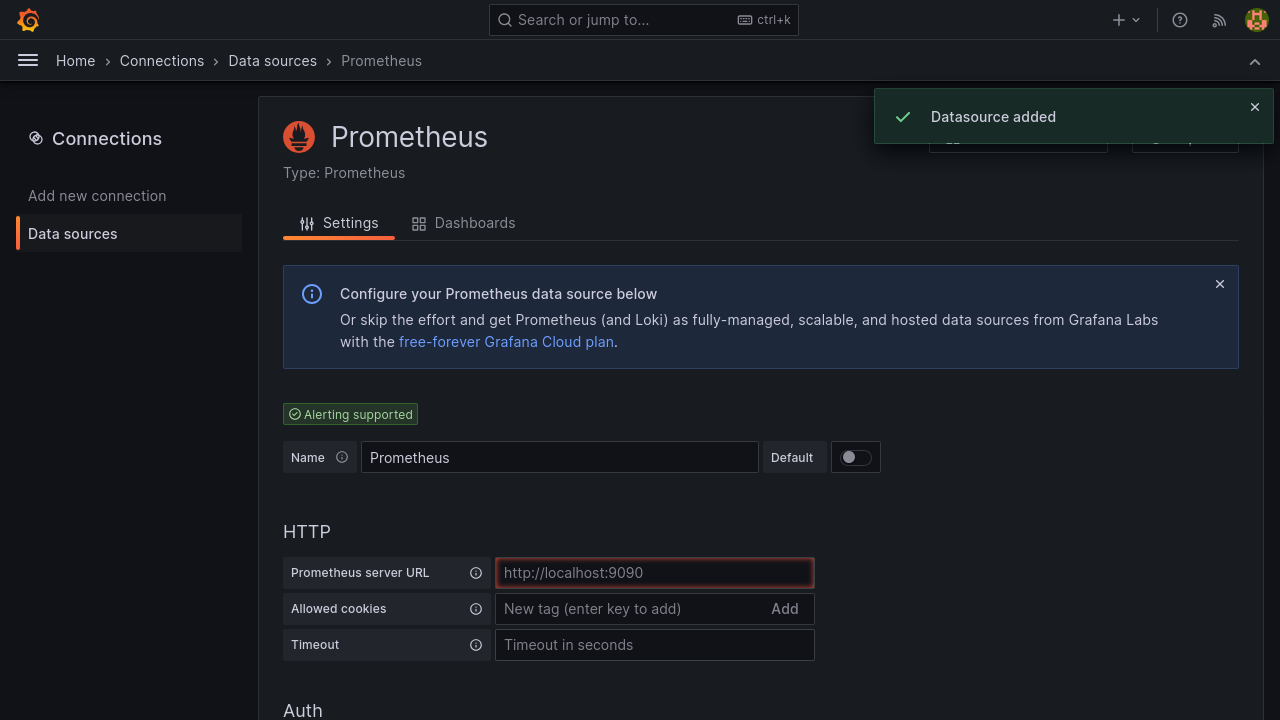 Search or jump to...
ctrl+k
Home
Connections
Data sources
Prometheus
Datasource added
Connections
Add new connection
Data sources
Prometheus
Type: Prometheus
Settings
Dashboards
Configure your Prometheus data source below
Or skip the effort and get Prometheus (and Loki) as fully-managed, scalable, and hosted data sources from Grafana Labs
with the free-forever Grafana Cloud plan.
Alerting supported
Name
Prometheus
Default
HTTP
Prometheus server URL
http://localhost:9090
Allowed cookies
New tag (enter key to add)
Add
Timeout
Timeout in seconds
Auth